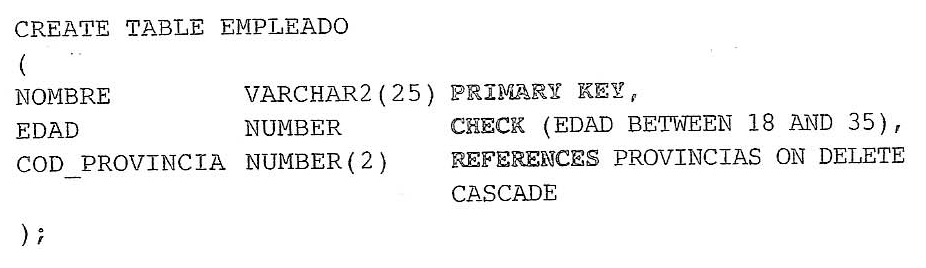 CREATE TABLE EMPLEADO
(
NOMBRE VARCHAR2(25) PRIMARY KEY,
EDAD NUMBER CHECK (EDAD BETWEEN 18 AND 35),
COD_PROVINCIA NUMBER(2) REFERENCES PROVINCIAS ON DELETE
CASCADE
);